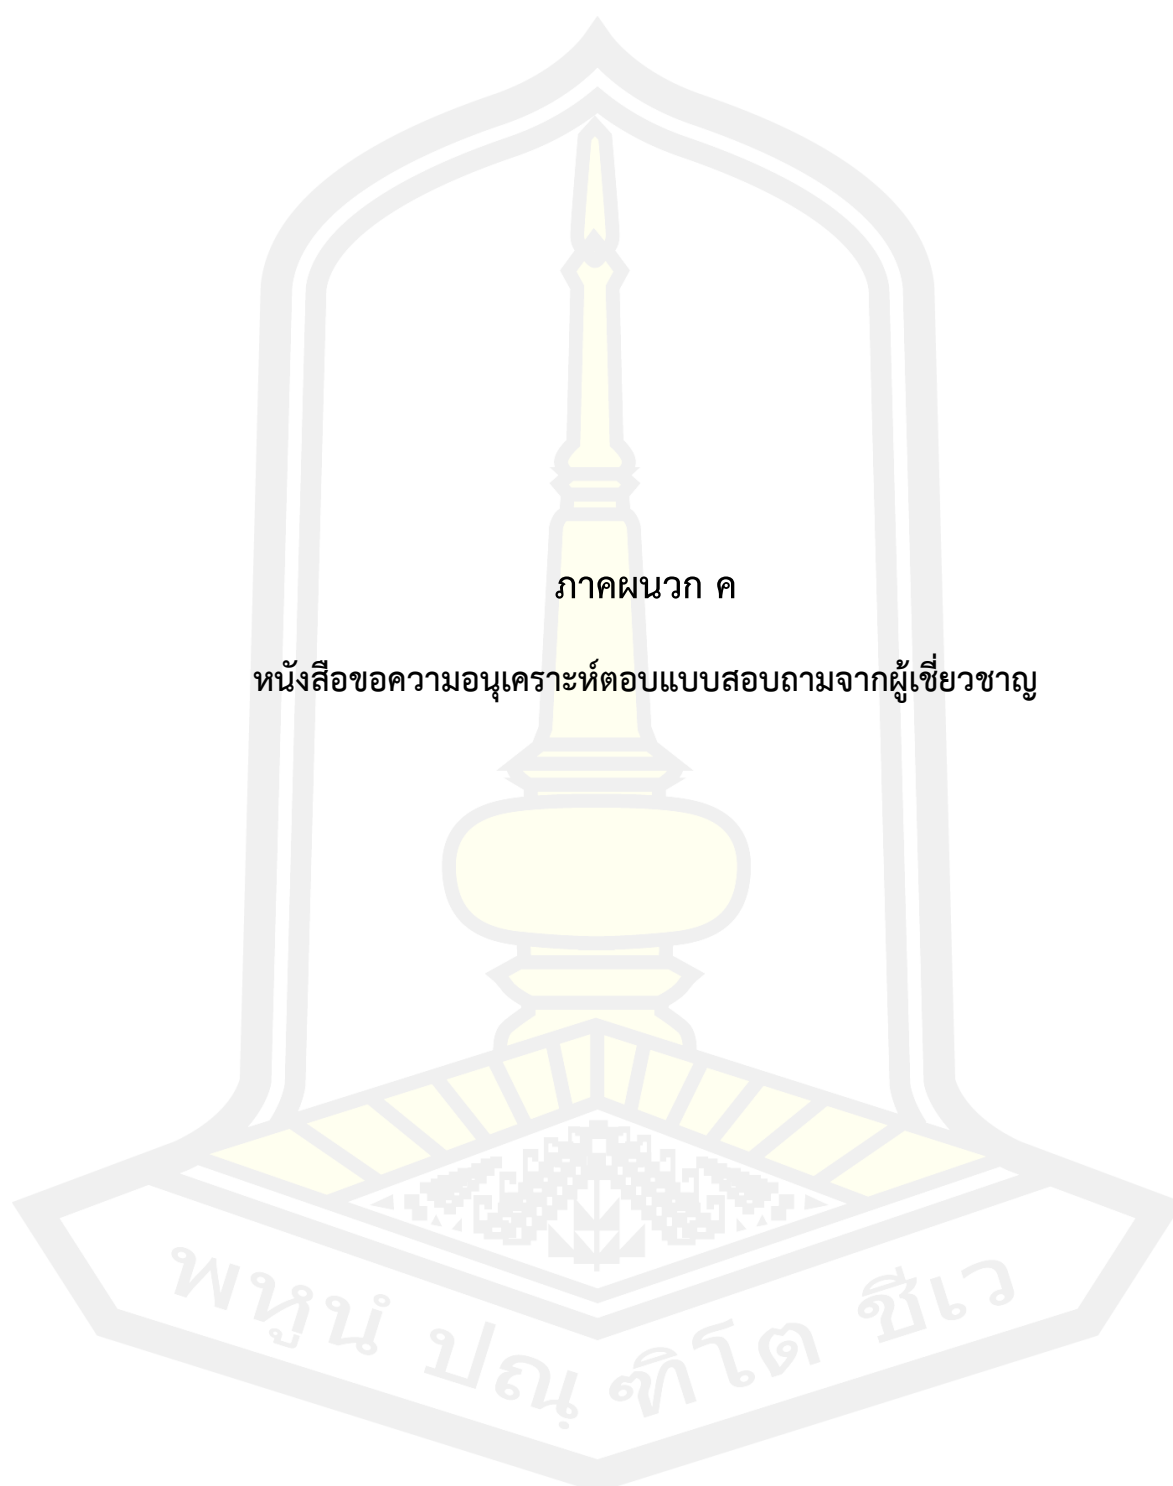 ภาคผนวก ค
หนังสือขอความอนุเคราะห์ตอบแบบสอบถามจากผู้เชี่ยวชาญ
พหูนํ ปณฺฑิโต ชีเว